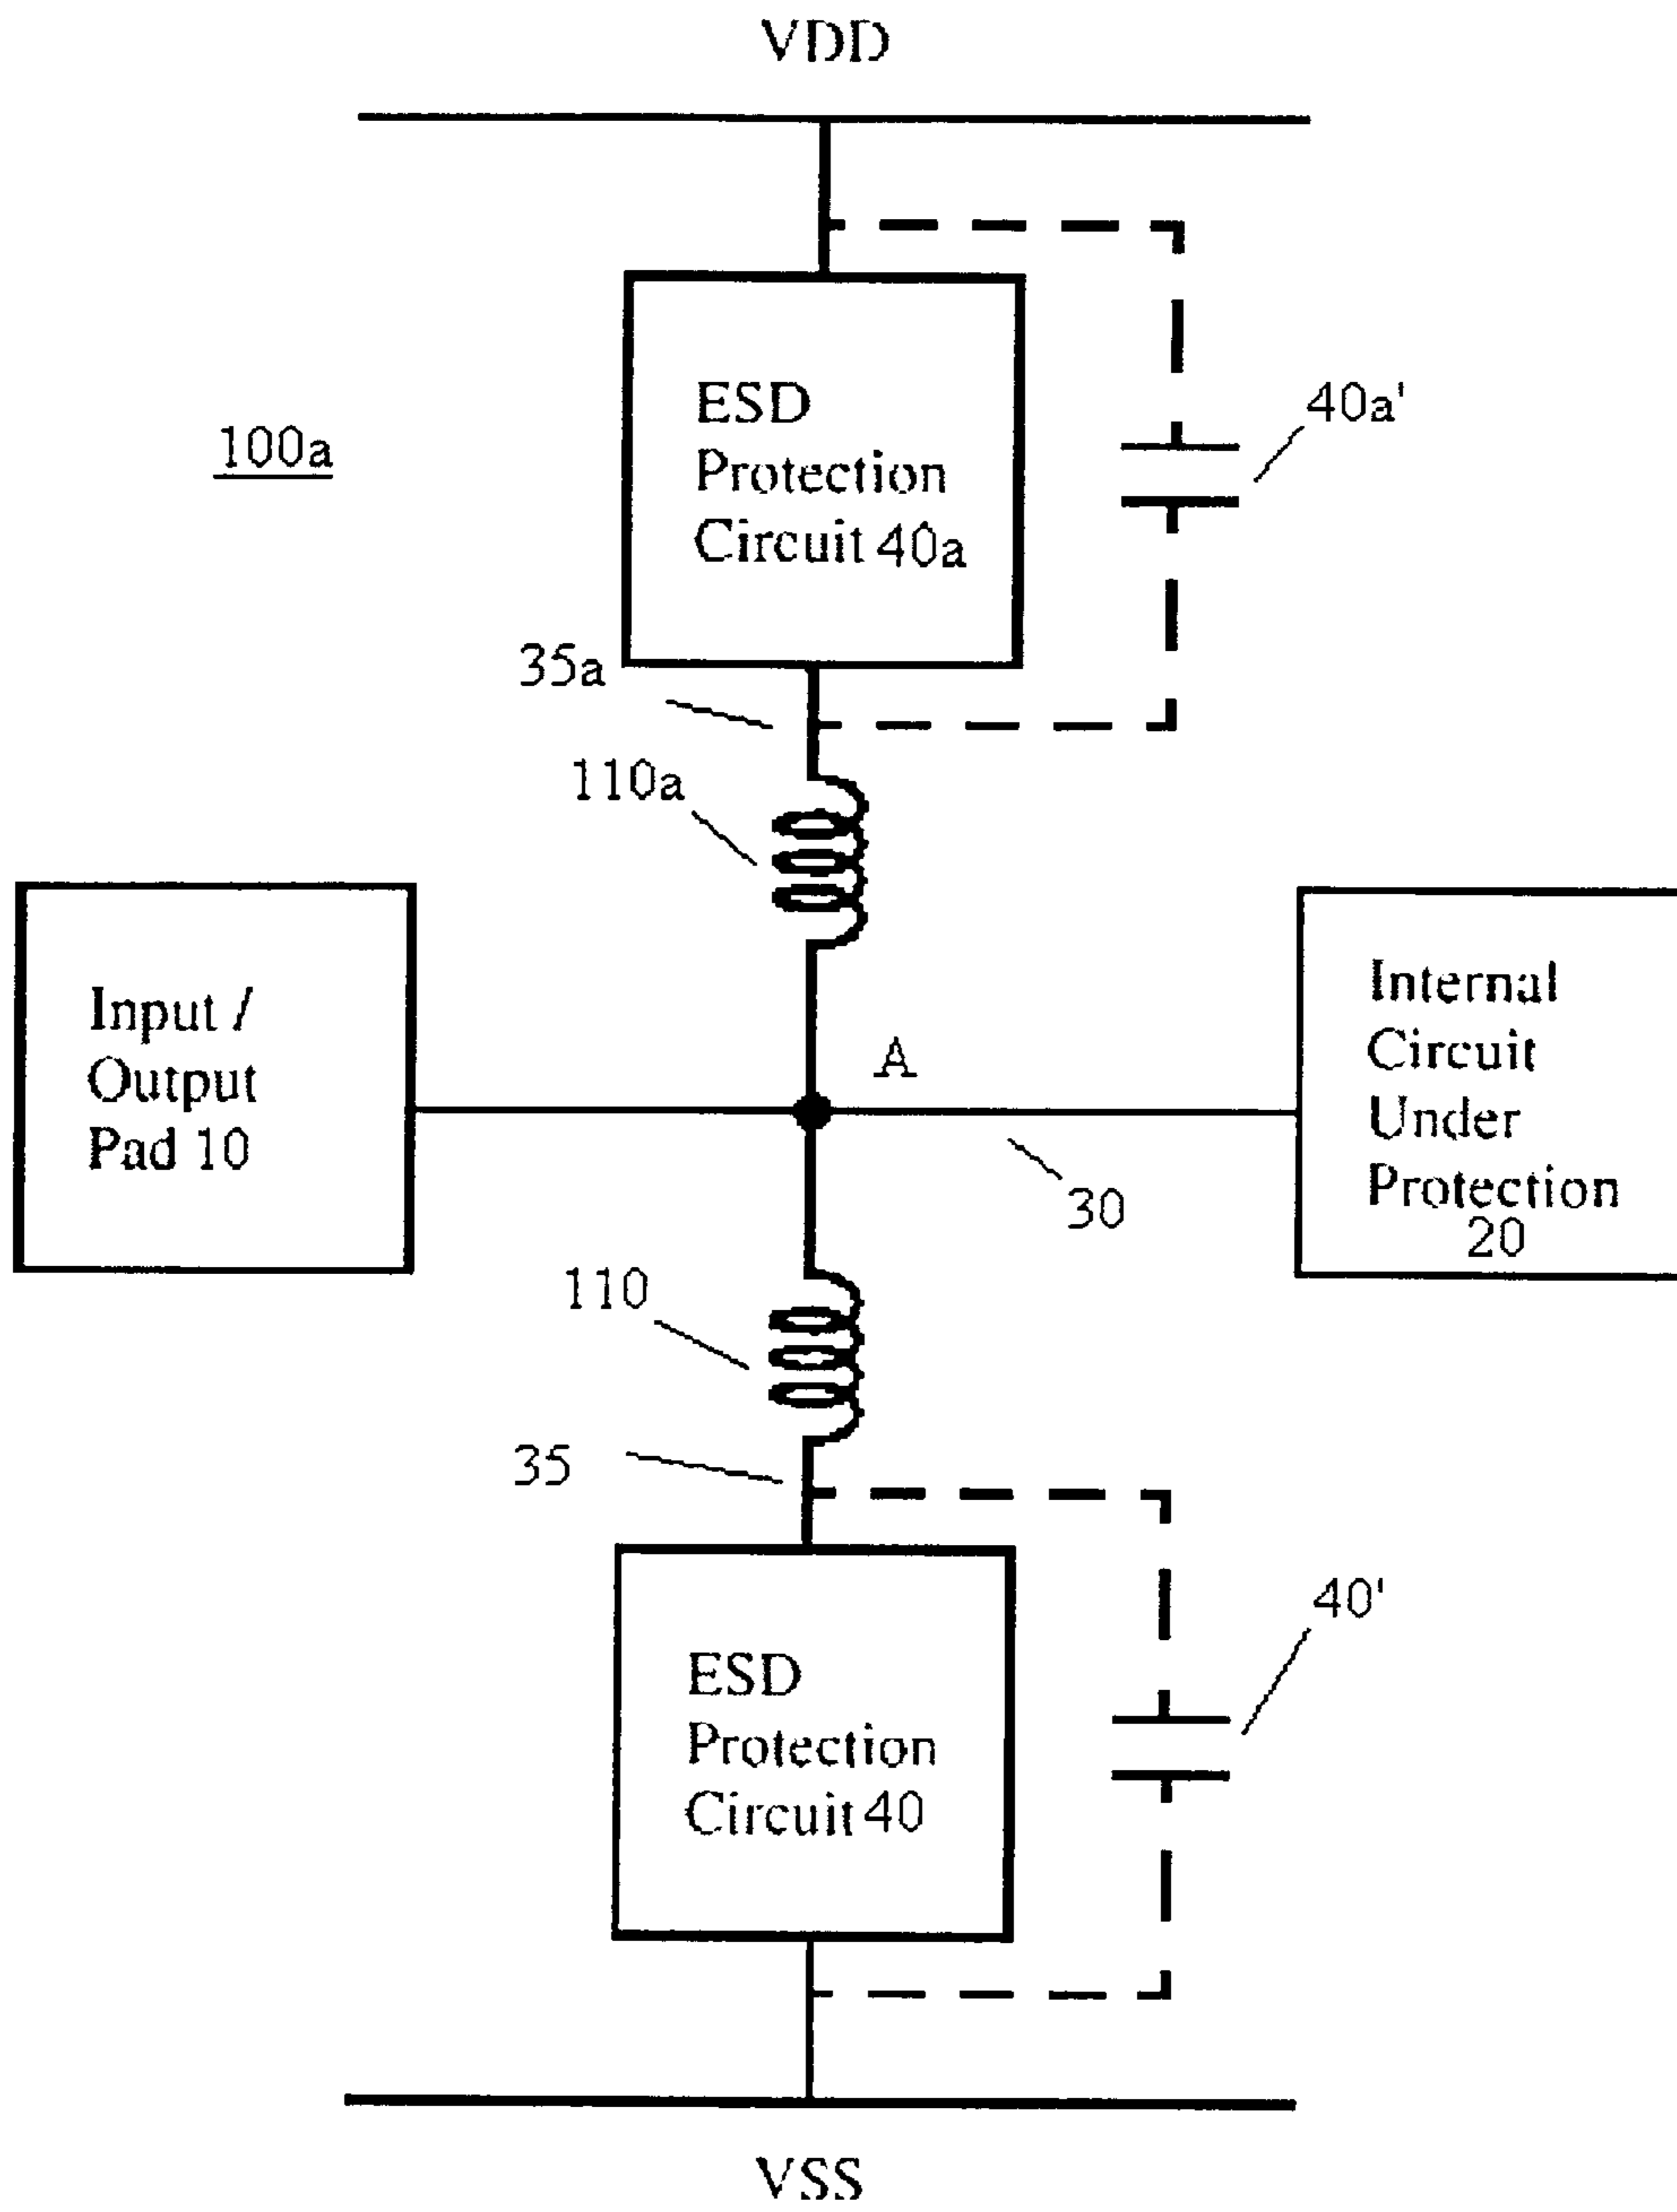 VDD
100a
ESD
Protection
Circuit 40a
40a'
35a
110a
Input /
Output
Pad 10
A
30
Internal
Circuit
Under
Protection
20
110
35
ESD
Protection
Circuit 40
40'
VSS